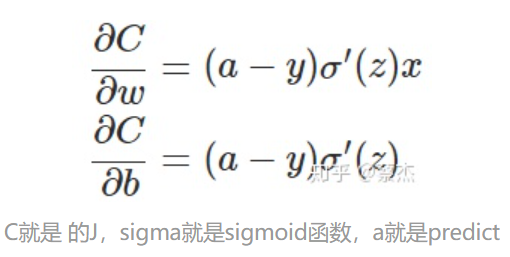 ∂C/∂w = (a − y)σ′(z)x
∂C/∂b = (a − y)σ′(z)
知乎 @蔡杰
C就是 的J，sigma就是sigmoid函数，a就是predict